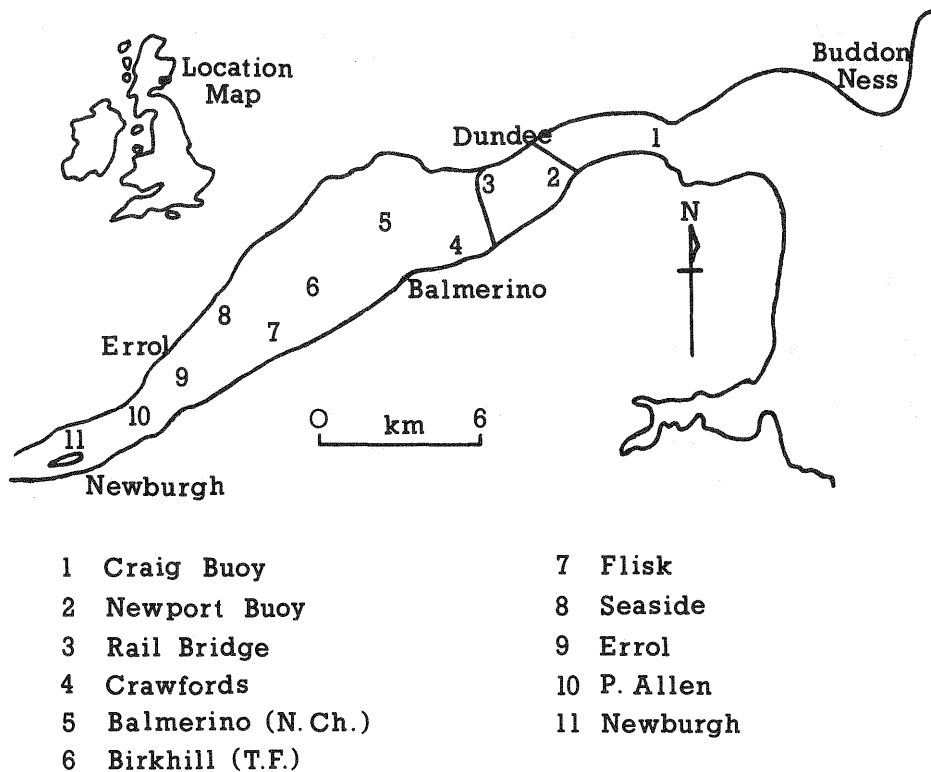 Location
Map
Buddon
Ness
Dundee
1
3
2
N
5
4
Balmerino
6
8
7
Errol
9
10
0 km 6
11
Newburgh
1 Craig Buoy
2 Newport Buoy
3 Rail Bridge
4 Crawfords
5 Balmerino (N. Ch.)
6 Birkhill (T.F.)
7 Flisk
8 Seaside
9 Errol
10 P. Allen
11 Newburgh